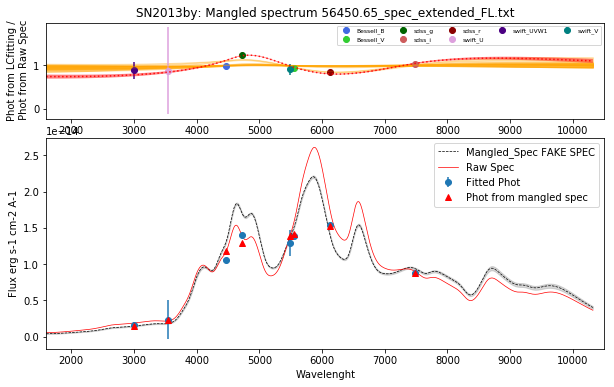 SN2013by: Mangled spectrum 56450.65_spec_extended_FL.txt
Phot from LCfitting /
Phot from Raw Spec
1
0
Bessell_B
Bessell_V
sdss_g
sdss_i
sdss_r
swift_U
swift_UVW1
swift_V
2000 3000 4000 5000 6000 7000 8000 9000 10000
1e−14
Flux erg s-1 cm-2 A-1
2.5
2.0
1.5
1.0
0.5
0.0
Mangled_Spec FAKE SPEC
Raw Spec
Fitted Phot
Phot from mangled spec
2000 3000 4000 5000 6000 7000 8000 9000 10000
Wavelenght